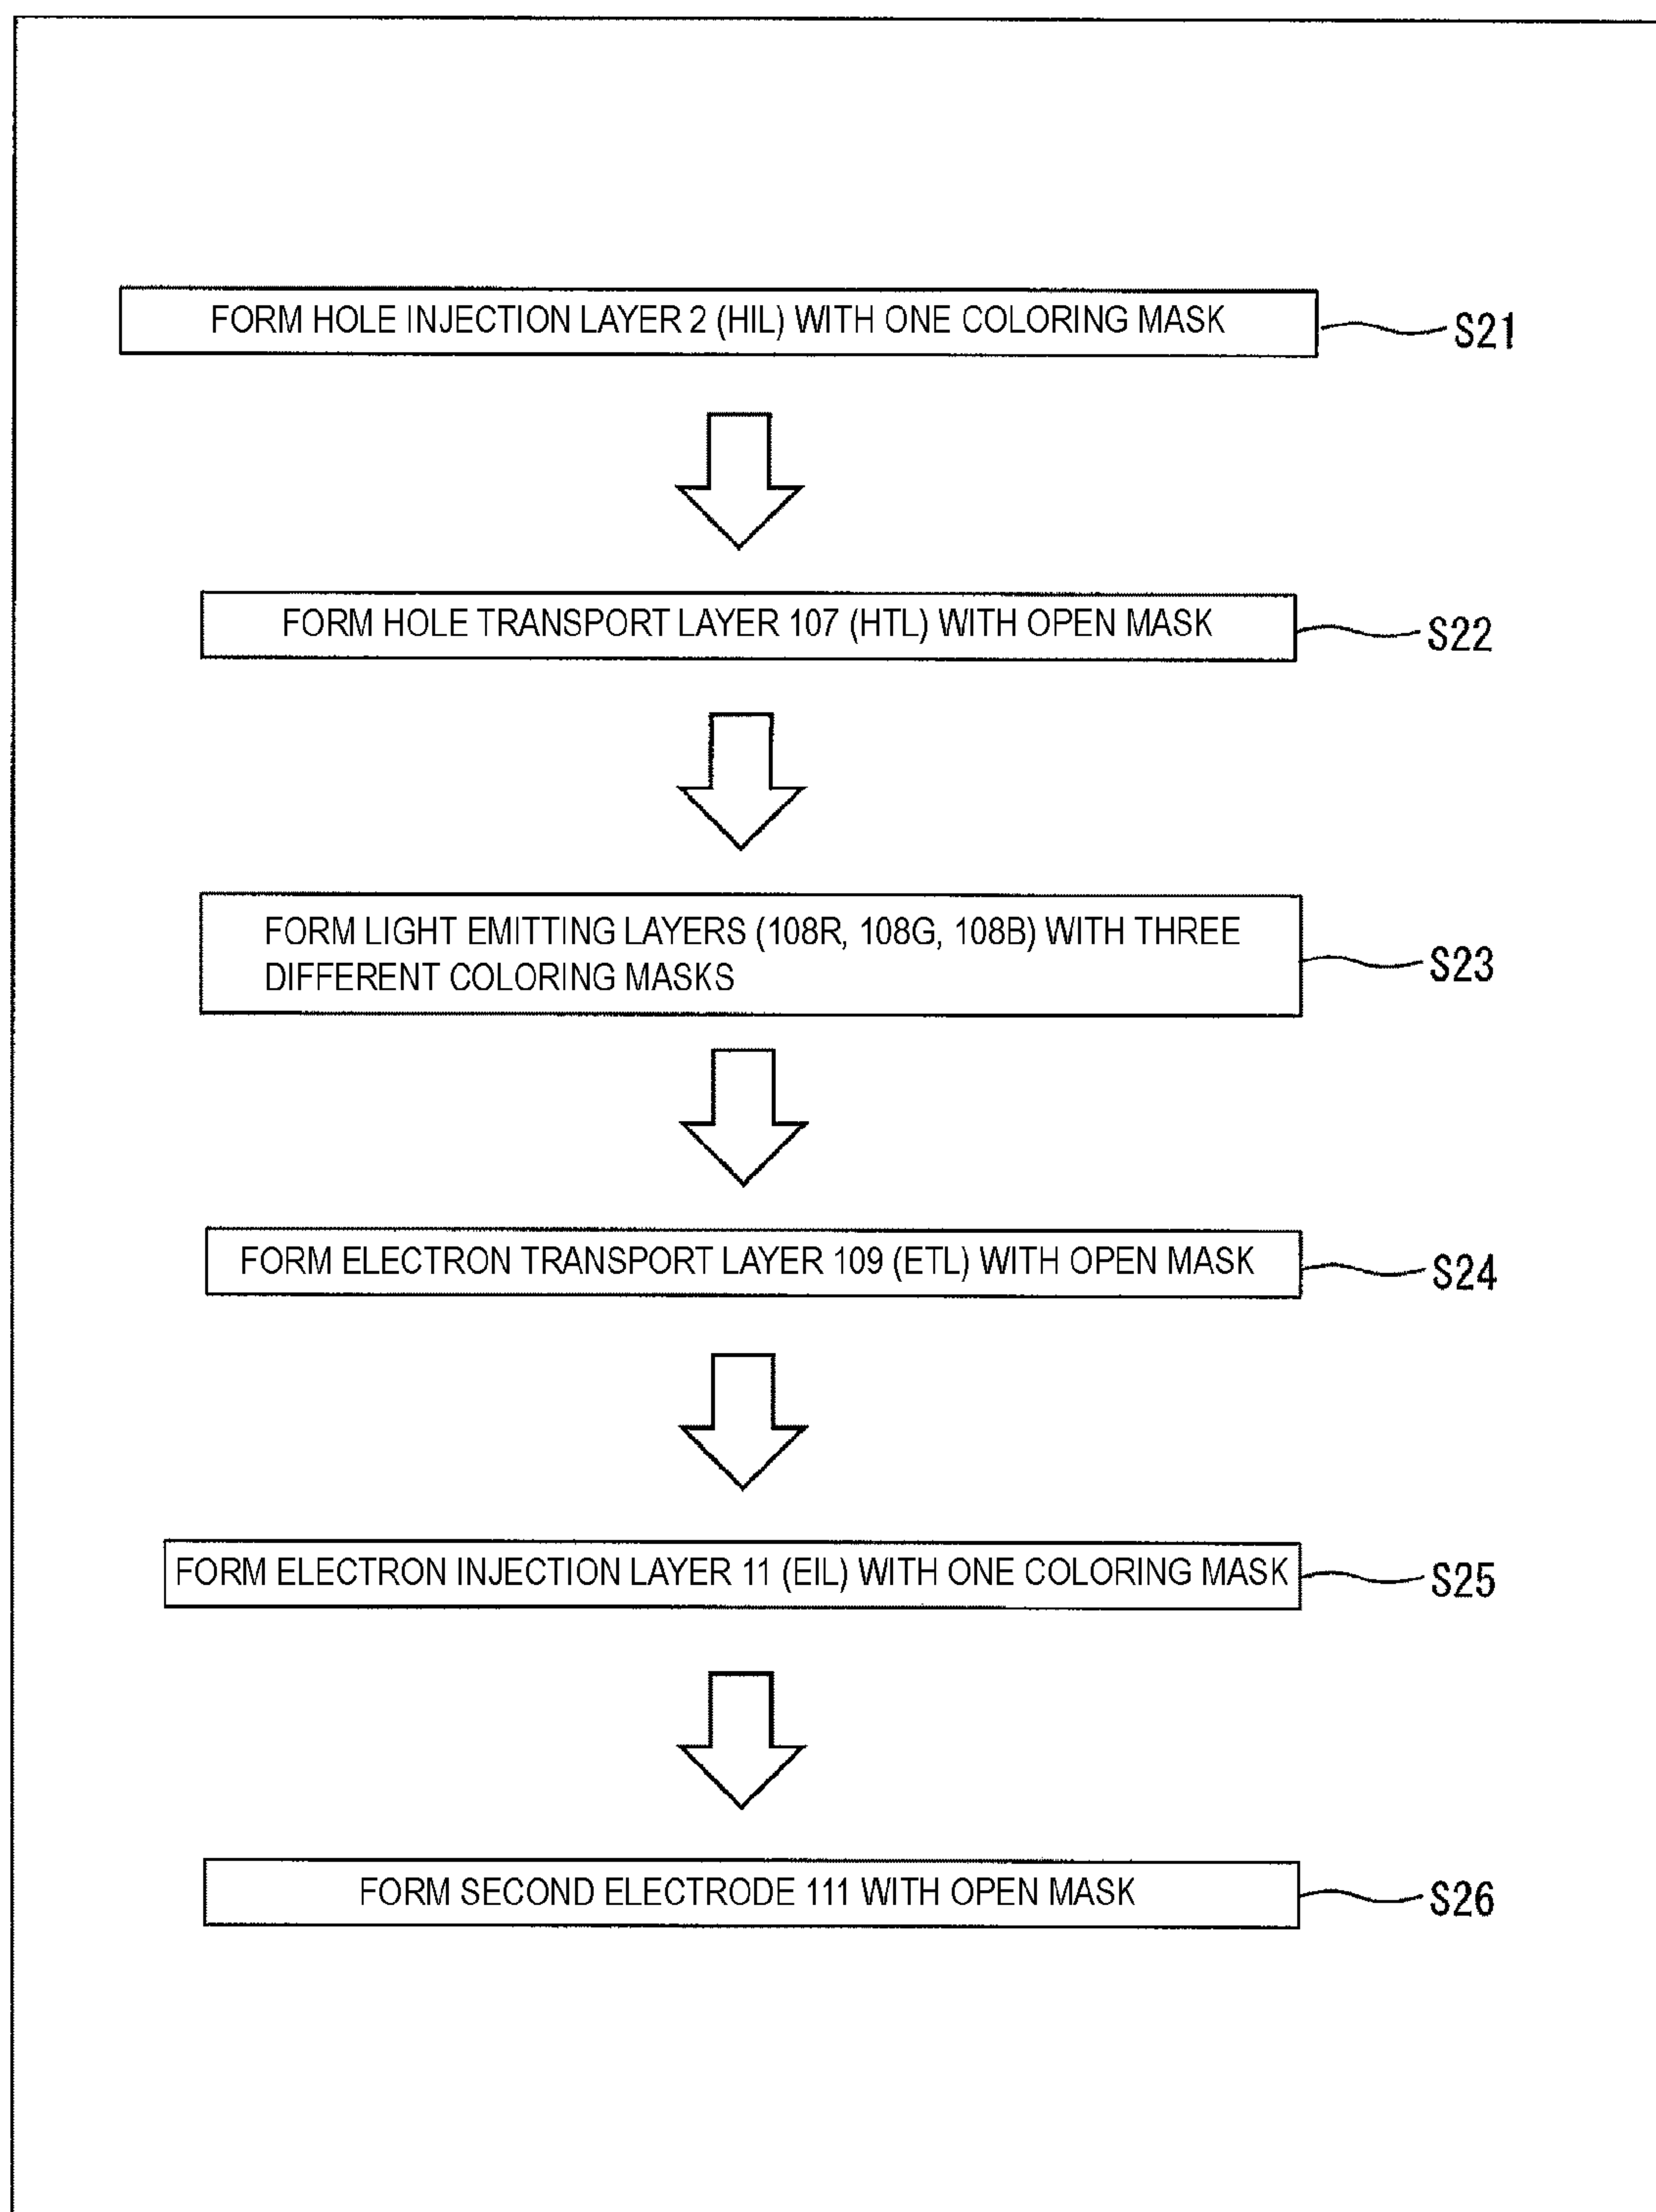 FORM HOLE INJECTION LAYER 2 (HIL) WITH ONE COLORING MASK
S21
FORM HOLE TRANSPORT LAYER 107 (HTL) WITH OPEN MASK
S22
FORM LIGHT EMITTING LAYERS (108R, 108G, 108B) WITH THREE
DIFFERENT COLORING MASKS
S23
FORM ELECTRON TRANSPORT LAYER 109 (ETL) WITH OPEN MASK
S24
FORM ELECTRON INJECTION LAYER 11 (EIL) WITH ONE COLORING MASK
S25
FORM SECOND ELECTRODE 111 WITH OPEN MASK
S26